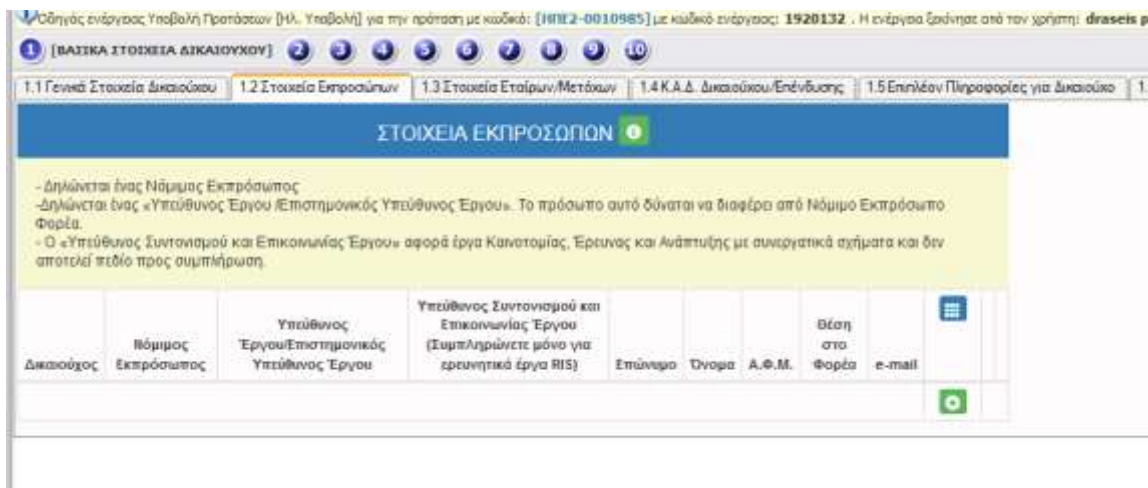 Οδηγός ενέργειας Υποβολή Προτάσεων [Ηλ. Υποβολή] για την πρόταση με κωδικό: [ΗΠΕ2-0010985] με κωδικό ενέργειας: 1920132 . Η ενέργεια ξεκίνησε από τον χρήστη: draseis p
1 [ΒΑΣΙΚΑ ΣΤΟΙΧΕΙΑ ΔΙΚΑΙΟΥΧΟΥ] 2 3 4 5 6 7 8 9 10
1.1 Γενικά Στοιχεία Δικαιούχου 1.2 Στοιχεία Εκπροσώπων 1.3 Στοιχεία Εταίρων/Μετόχων 1.4 Κ.Α.Δ. Δικαιούχου/Επένδυσης 1.5 Επιπλέον Πληροφορίες για Δικαιούχο 1.
ΣΤΟΙΧΕΙΑ ΕΚΠΡΟΣΩΠΩΝ
- Δηλώνεται ένας Νόμιμος Εκπρόσωπος
-Δηλώνεται ένας «Υπεύθυνος Έργου /Επιστημονικός Υπεύθυνος Έργου». Το πρόσωπο αυτό δύναται να διαφέρει από Νόμιμο Εκπρόσωπο
Φορέα.
- Ο «Υπεύθυνος Συντονισμού και Επικοινωνίας Έργου» αφορά έργα Καινοτομίας, Έρευνας και Ανάπτυξης με συνεργατικά σχήματα και δεν
αποτελεί πεδίο προς συμπλήρωση.
Δικαιούχος
Νόμιμος
Εκπρόσωπος
Υπεύθυνος
Έργου/Επιστημονικός
Υπεύθυνος Έργου
Υπεύθυνος Συντονισμού και
Επικοινωνίας Έργου
(Συμπληρώνετε μόνο για
ερευνητικά έργα RIS)
Επώνυμο
Όνομα
Α.Φ.Μ.
Θέση
στο
Φορέα
e-mail